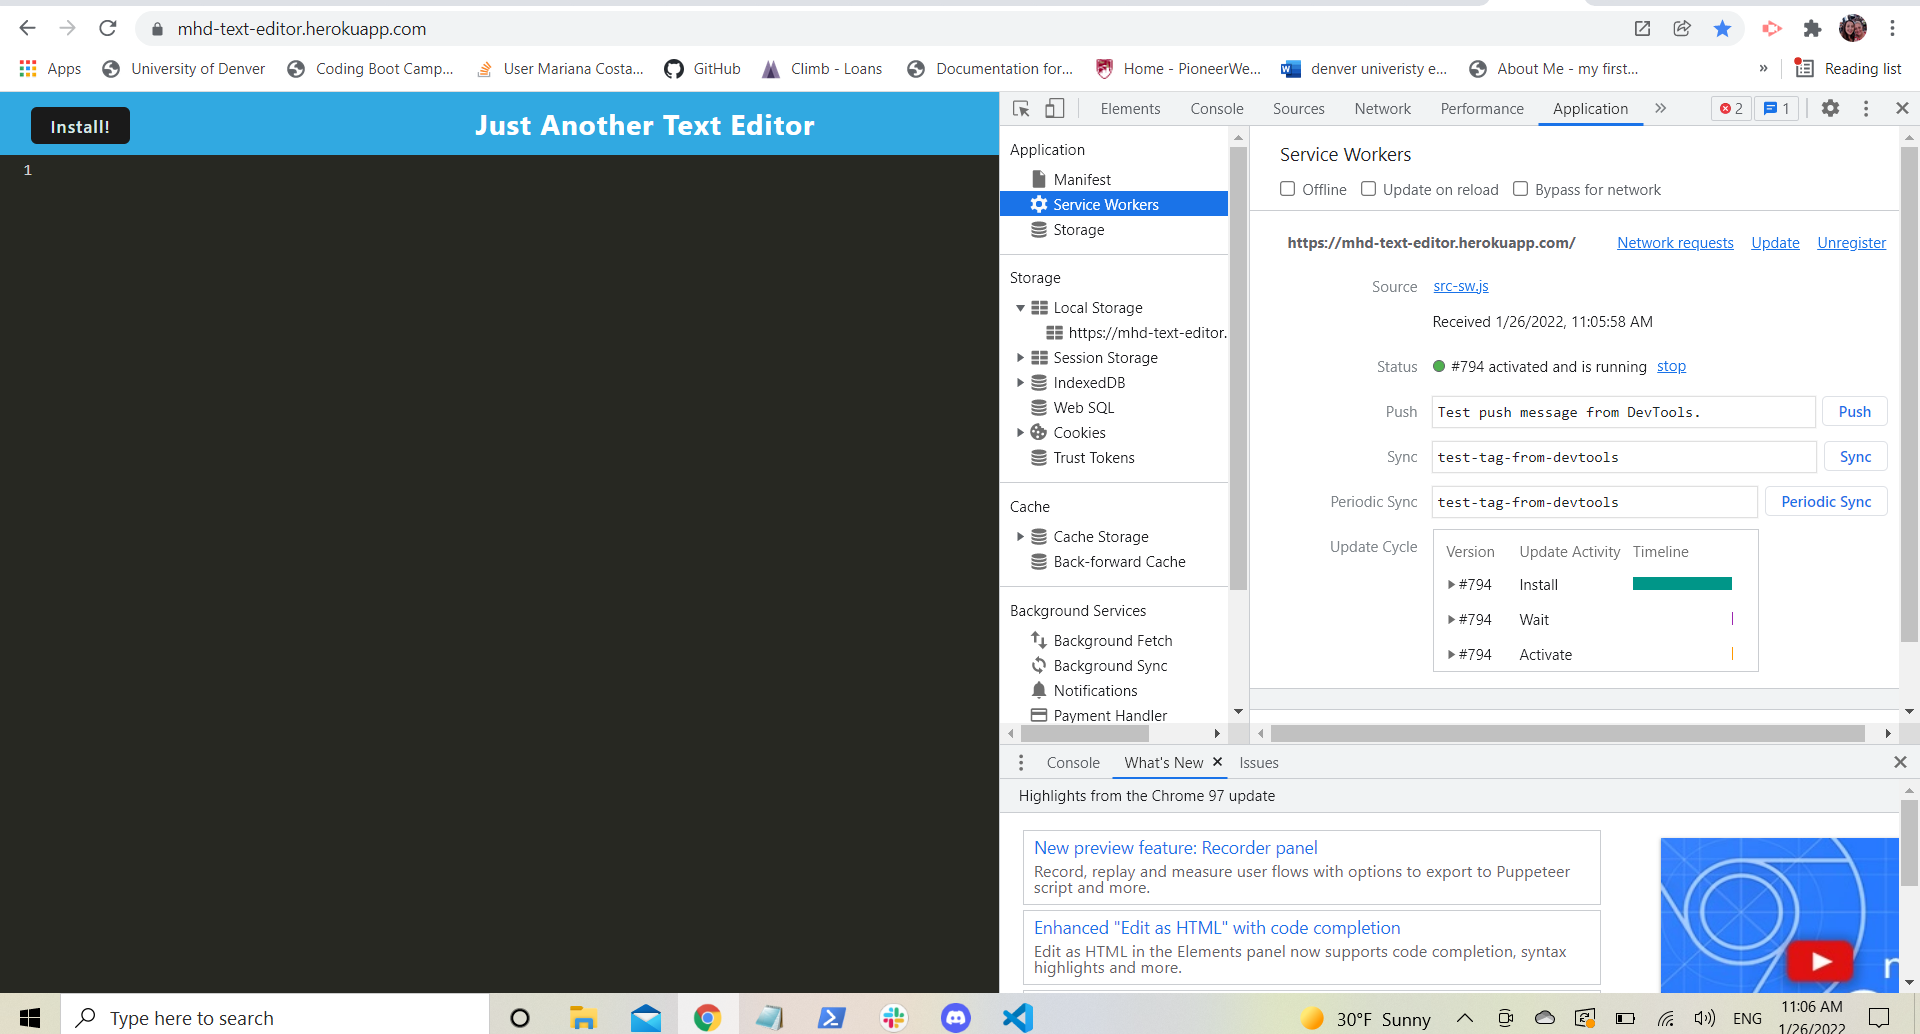 mhd-text-editor.herokuapp.com
Apps University of Denver Coding Boot Camp... User Mariana Costa... GitHub Climb - Loans Documentation for... Home - PioneerWe... denver univeristy e... About Me - my first... » Reading list
Install! Just Another Text Editor
1
Elements Console Sources Network Performance Application » 2 1
Application
Manifest
Service Workers
Storage
Storage
Local Storage
https://mhd-text-editor.
Session Storage
IndexedDB
Web SQL
Cookies
Trust Tokens
Cache
Cache Storage
Back-forward Cache
Background Services
Background Fetch
Background Sync
Notifications
Payment Handler
Service Workers
Offline Update on reload Bypass for network
https://mhd-text-editor.herokuapp.com/ Network requests Update Unregister
Source src-sw.js
Received 1/26/2022, 11:05:58 AM
Status #794 activated and is running stop
Push Test push message from DevTools. Push
Sync test-tag-from-devtools Sync
Periodic Sync test-tag-from-devtools Periodic Sync
Update Cycle Version Update Activity Timeline
#794 Install
#794 Wait
#794 Activate
Console What's New Issues
Highlights from the Chrome 97 update
New preview feature: Recorder panel
Record, replay and measure user flows with options to export to Puppeteer
script and more.
Enhanced "Edit as HTML" with code completion
Edit as HTML in the Elements panel now supports code completion, syntax
highlights and more.
n
Type here to search 30°F Sunny ENG 11:06 AM
1/26/2022